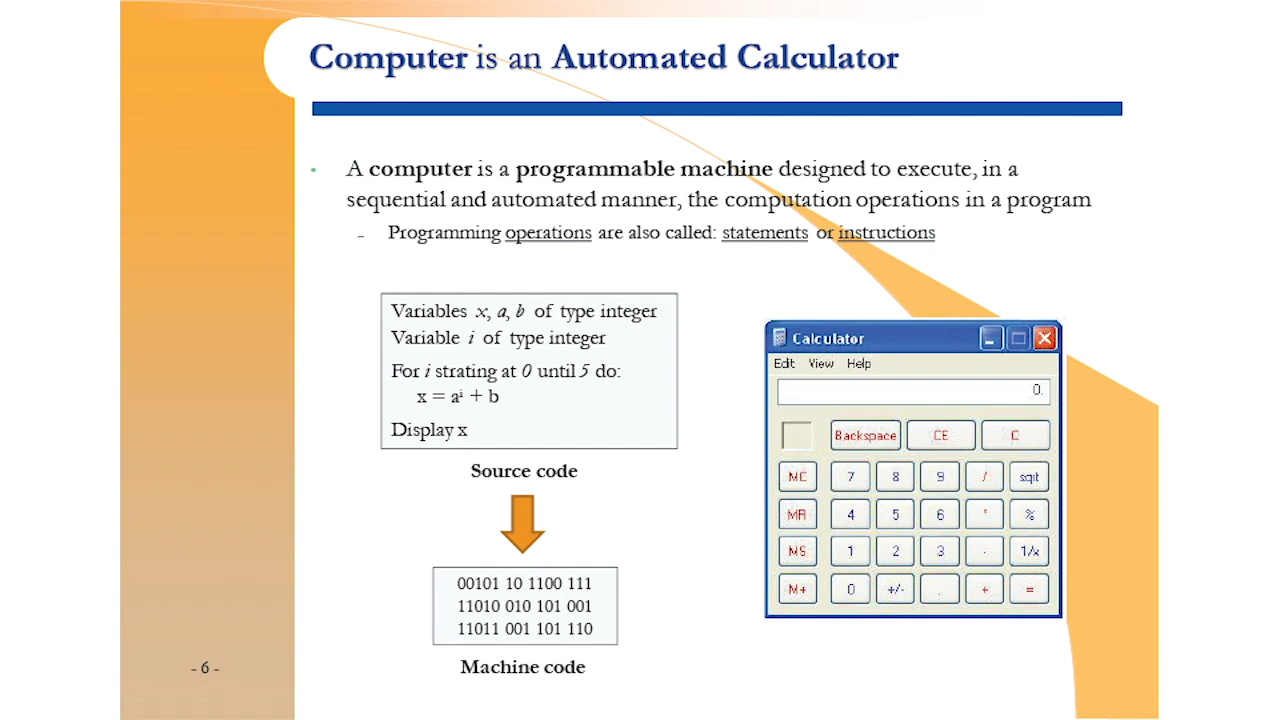 Computer is an Automated Calculator
• A computer is a programmable machine designed to execute, in a
sequential and automated manner, the computation operations in a program
– Programming operations are also called: statements or instructions
Variables x, a, b of type integer
Variable i of type integer
For i strating at 0 until 5 do:
x = aⁱ + b
Display x
Source code
00101 10 1100 111
11010 010 101 001
11011 001 101 110
Machine code
Calculator
Edit View Help
0.
Backspace CE C
MC 7 8 9 / sqrt
MR 4 5 6 * %
MS 1 2 3 - 1/x
M+ 0 +/- . + =
- 6 -